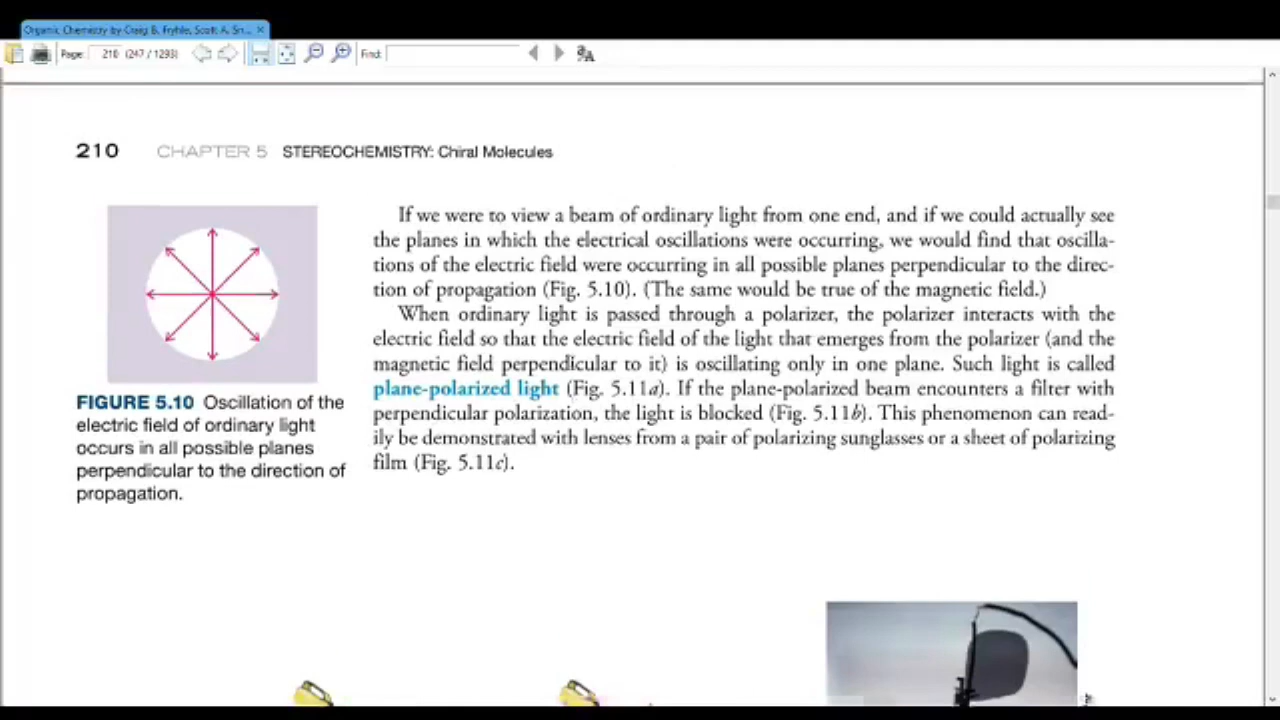 Organic Chemistry by Craig B. Fryhle, Scott A. Sn...
Page: 210 (247 / 1293) Find:
210 CHAPTER 5 STEREOCHEMISTRY: Chiral Molecules
If we were to view a beam of ordinary light from one end, and if we could actually see
the planes in which the electrical oscillations were occurring, we would find that oscilla-
tions of the electric field were occurring in all possible planes perpendicular to the direc-
tion of propagation (Fig. 5.10). (The same would be true of the magnetic field.)
When ordinary light is passed through a polarizer, the polarizer interacts with the
electric field so that the electric field of the light that emerges from the polarizer (and the
magnetic field perpendicular to it) is oscillating only in one plane. Such light is called
plane-polarized light (Fig. 5.11a). If the plane-polarized beam encounters a filter with
perpendicular polarization, the light is blocked (Fig. 5.11b). This phenomenon can read-
ily be demonstrated with lenses from a pair of polarizing sunglasses or a sheet of polarizing
film (Fig. 5.11c).
FIGURE 5.10 Oscillation of the
electric field of ordinary light
occurs in all possible planes
perpendicular to the direction of
propagation.